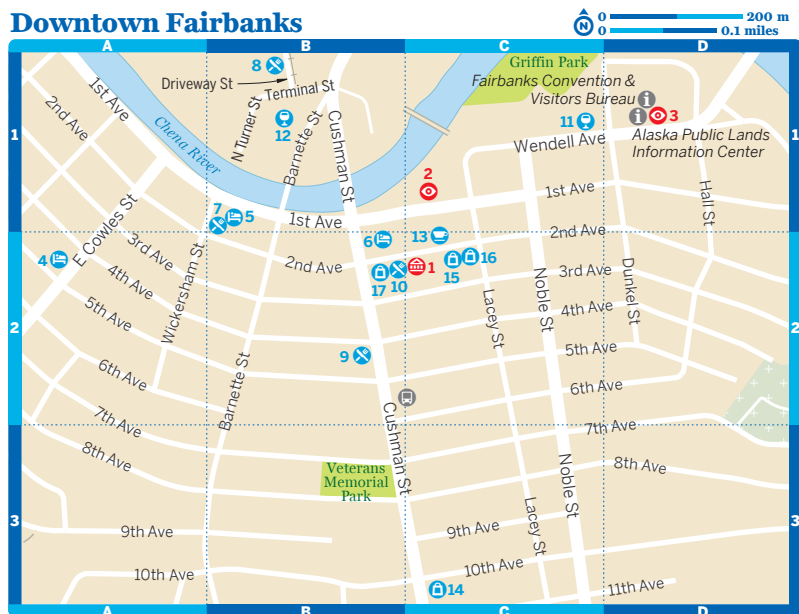 Downtown Fairbanks
N
0 200 m
0 0.1 miles
A B C D
Griffin Park
Fairbanks Convention &
Visitors Bureau
8
Driveway St
Terminal St
1st Ave
2nd Ave
N Turner St
12
Barnette St
Cushman St
11
3
Alaska Public Lands
Information Center
1
1
Chena River
Wendell Ave
2
1st Ave
Hall St
E Cowles St
7
5
1st Ave
6
13
2nd Ave
4
3rd Ave
2nd Ave
17
10
1
15
16
3rd Ave
Dunkel St
4th Ave
Wickersham St
Lacey St
Noble St
4th Ave
5th Ave
2
2
9
5th Ave
6th Ave
Barnette St
6th Ave
7th Ave
Cushman St
7th Ave
8th Ave
Veterans
Memorial
Park
Noble St
8th Ave
3
3
9th Ave
9th Ave
Lacey St
10th Ave
10th Ave
14
11th Ave
A B C D